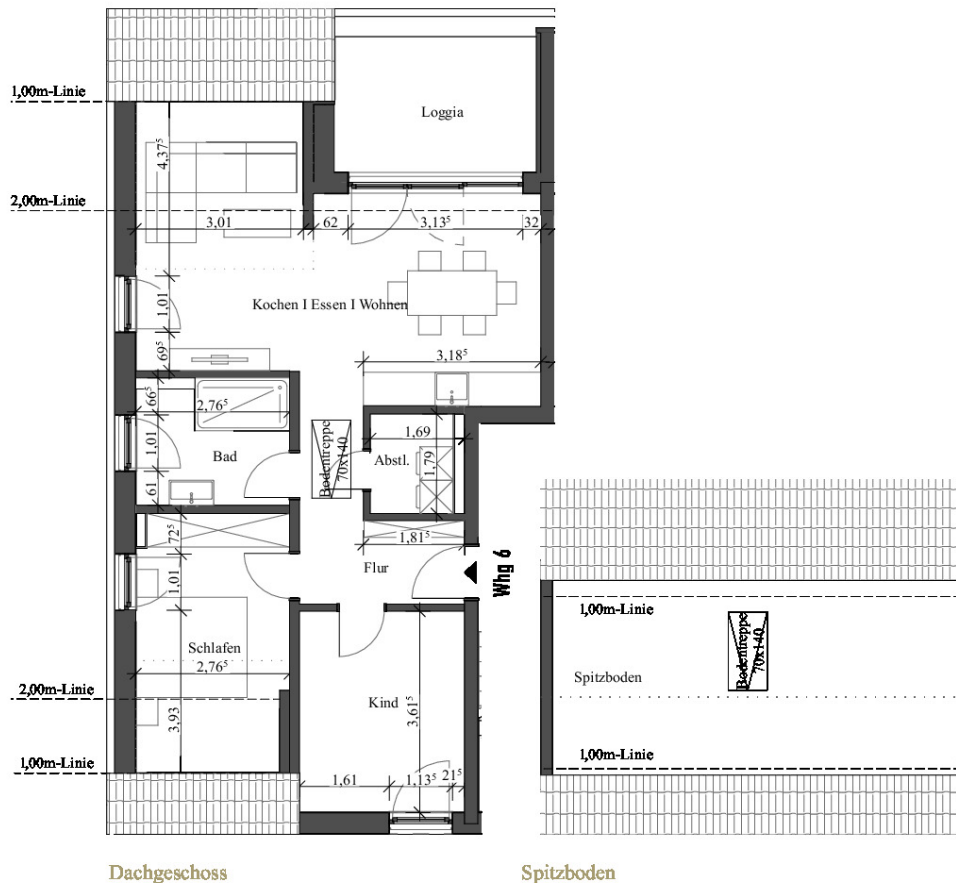 1,00m-Linie
Loggia
4,37⁵
2,00m-Linie
3,01
62
3,13⁵
32
Kochen I Essen I Wohnen
1,01
69⁵
3,18⁵
66⁵
2,76⁵
1,01
Bad
61
Bodentreppe
70x140
1,69
Abstl.
1,79
72⁵
1,81⁵
Flur
Whg 6
1,01
Schlafen
2,76⁵
2,00m-Linie
3,93
Kind
3,61⁵
1,00m-Linie
1,61
1,13⁵
21⁵
1,00m-Linie
Bodentreppe
70x140
Spitzboden
1,00m-Linie
Dachgeschoss
Spitzboden